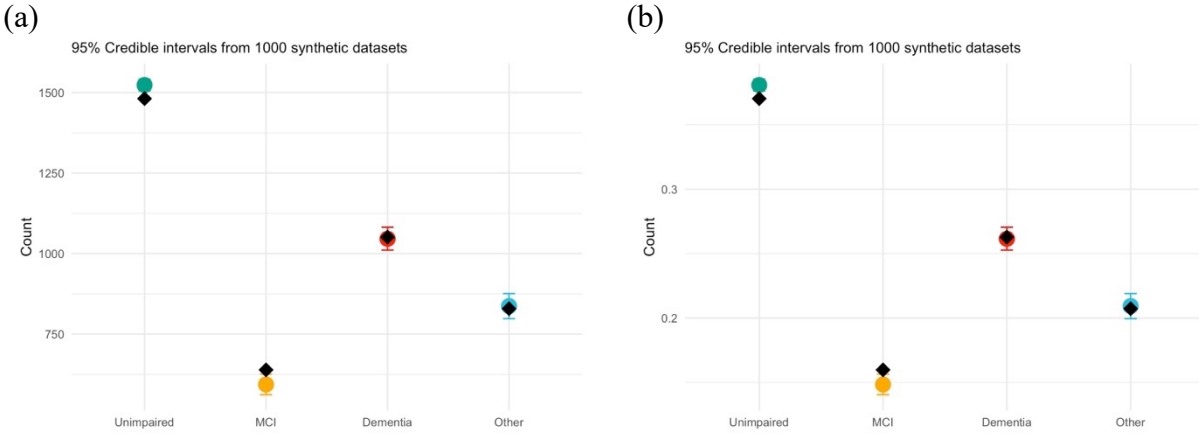 (a)
95% Credible intervals from 1000 synthetic datasets
Count
1500
1250
1000
750
Unimpaired MCI Dementia Other
(b)
95% Credible intervals from 1000 synthetic datasets
Count
0.3
0.2
Unimpaired MCI Dementia Other